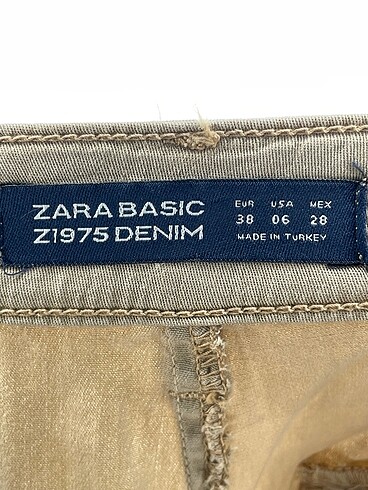 ZARA BASIC
Z1975 DENIM
EUR USA MEX
38 06 28
MADE IN TURKEY